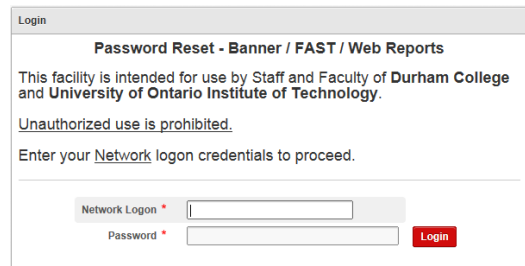 Login
Password Reset - Banner / FAST / Web Reports
This facility is intended for use by Staff and Faculty of Durham College
and University of Ontario Institute of Technology.
Unauthorized use is prohibited.
Enter your Network logon credentials to proceed.
Network Logon *
Password * Login